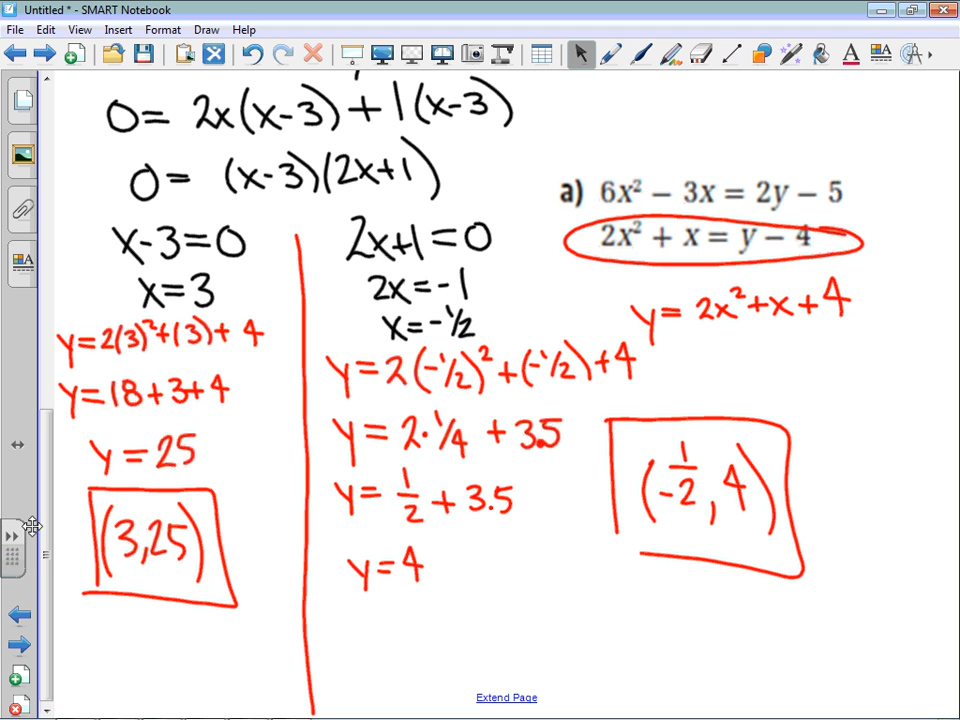 Untitled * - SMART Notebook
File Edit View Insert Format Draw Help
0= 2x(x-3)+1(x-3)
0= (x-3)(2x+1)
x-3=0
x=3
y=2(3)²+(3)+4
y=18+3+4
y=25
(3,25)
2x+1=0
2x=-1
x=-½
y=2(-½)²+(-½)+4
y=2·¼+3.5
y=½+3.5
y=4
a) 6x² − 3x = 2y − 5
2x² + x = y − 4
y=2x²+x+4
(-½, 4)
Extend Page